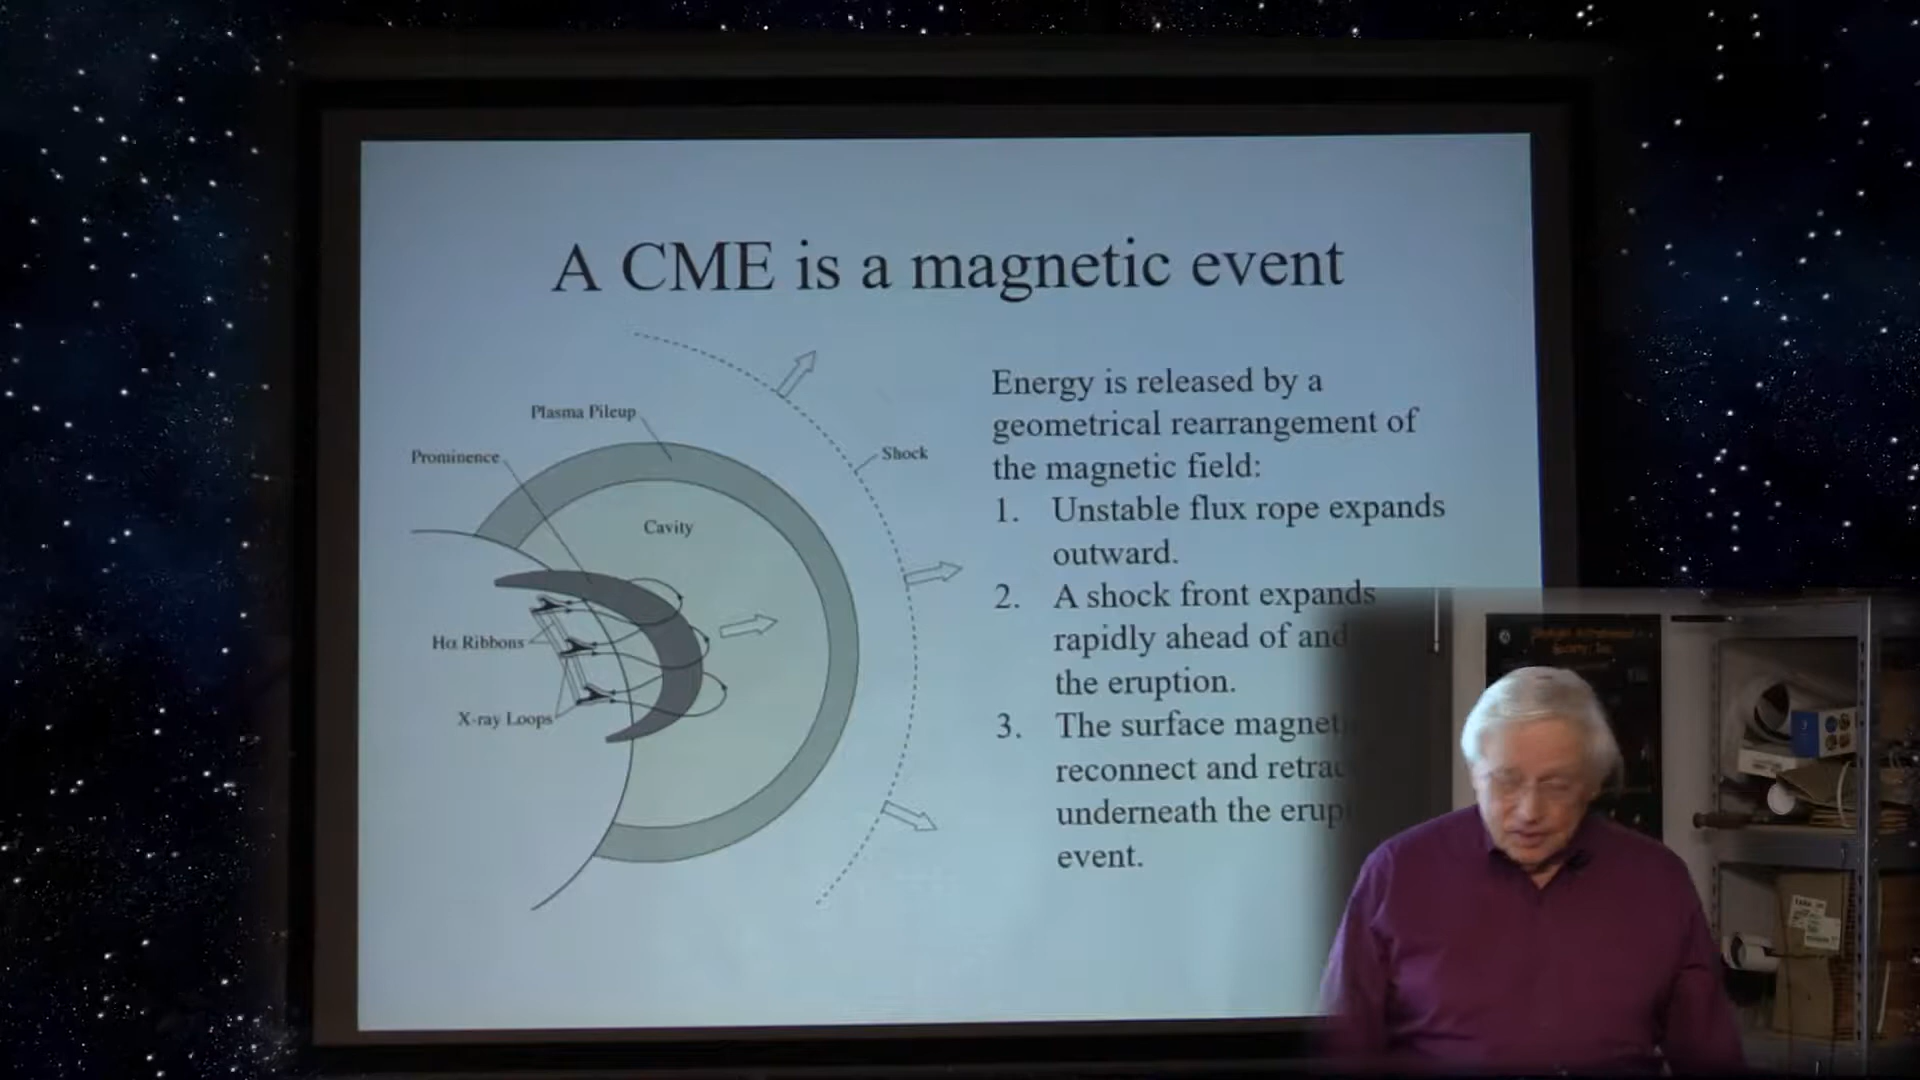 A CME is a magnetic event
Plasma Pileup
Prominence
Shock
Cavity
Hα Ribbons
X-ray Loops
Energy is released by a
geometrical rearrangement of
the magnetic field:
1. Unstable flux rope expands
outward.
2. A shock front expands
rapidly ahead of and
the eruption.
3. The surface magnet
reconnect and retrac
underneath the erup
event.